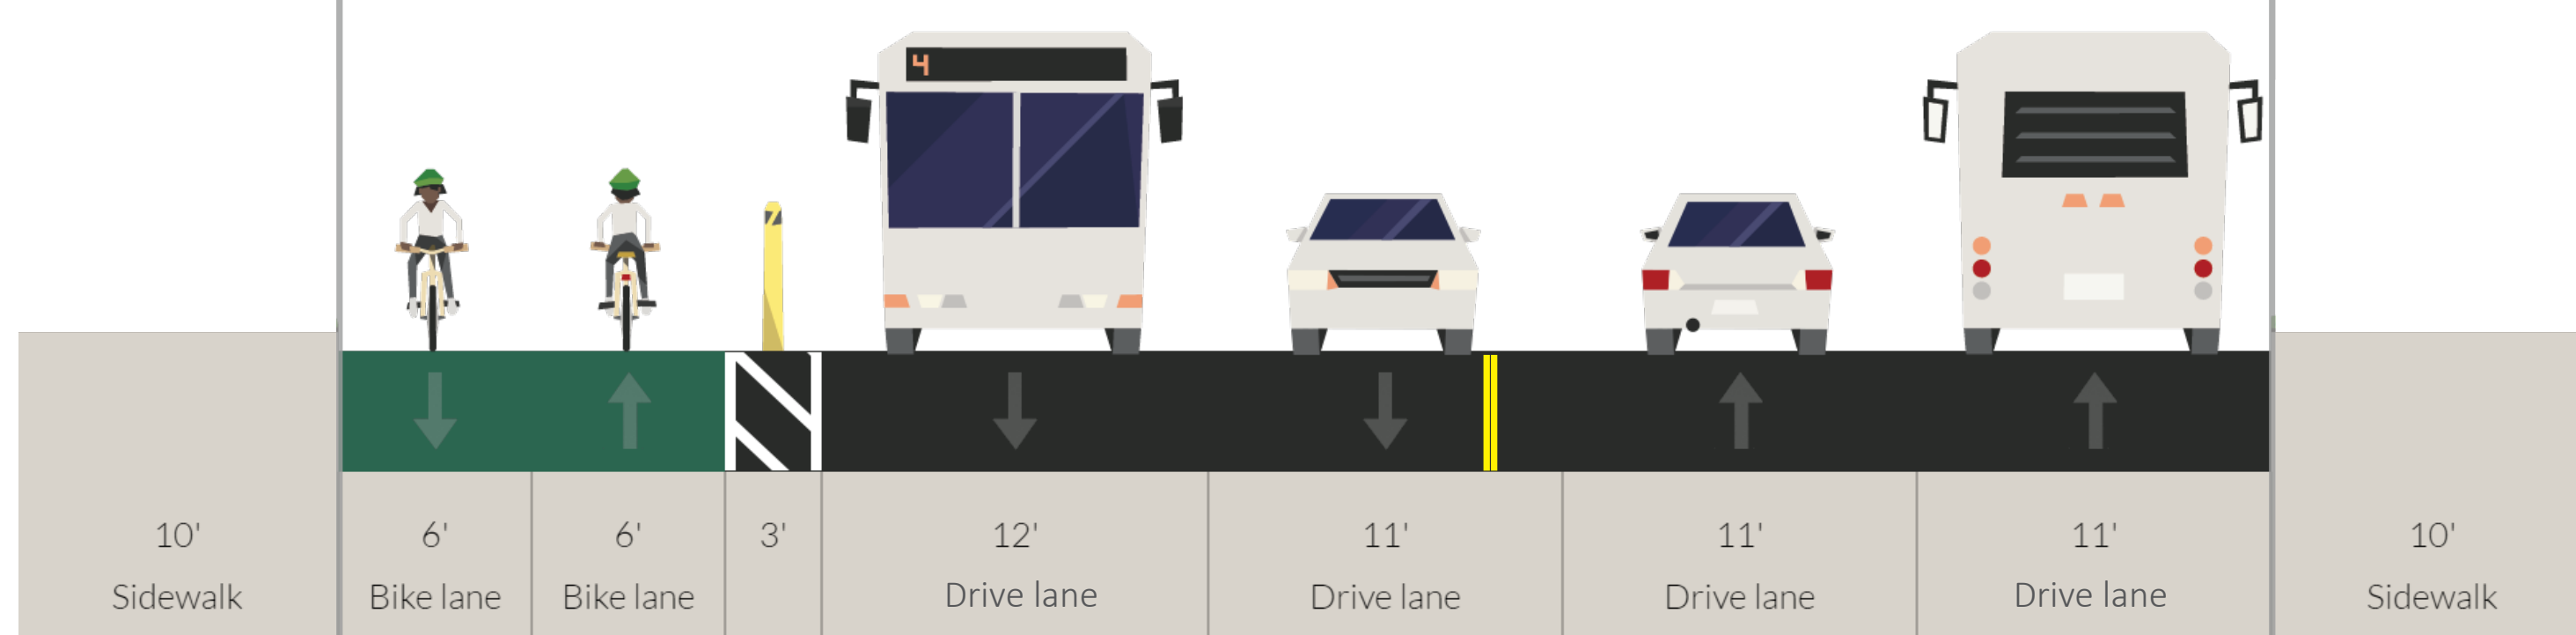 4
10'
Sidewalk
6'
Bike lane
6'
Bike lane
3'
12'
Drive lane
11'
Drive lane
11'
Drive lane
11'
Drive lane
10'
Sidewalk